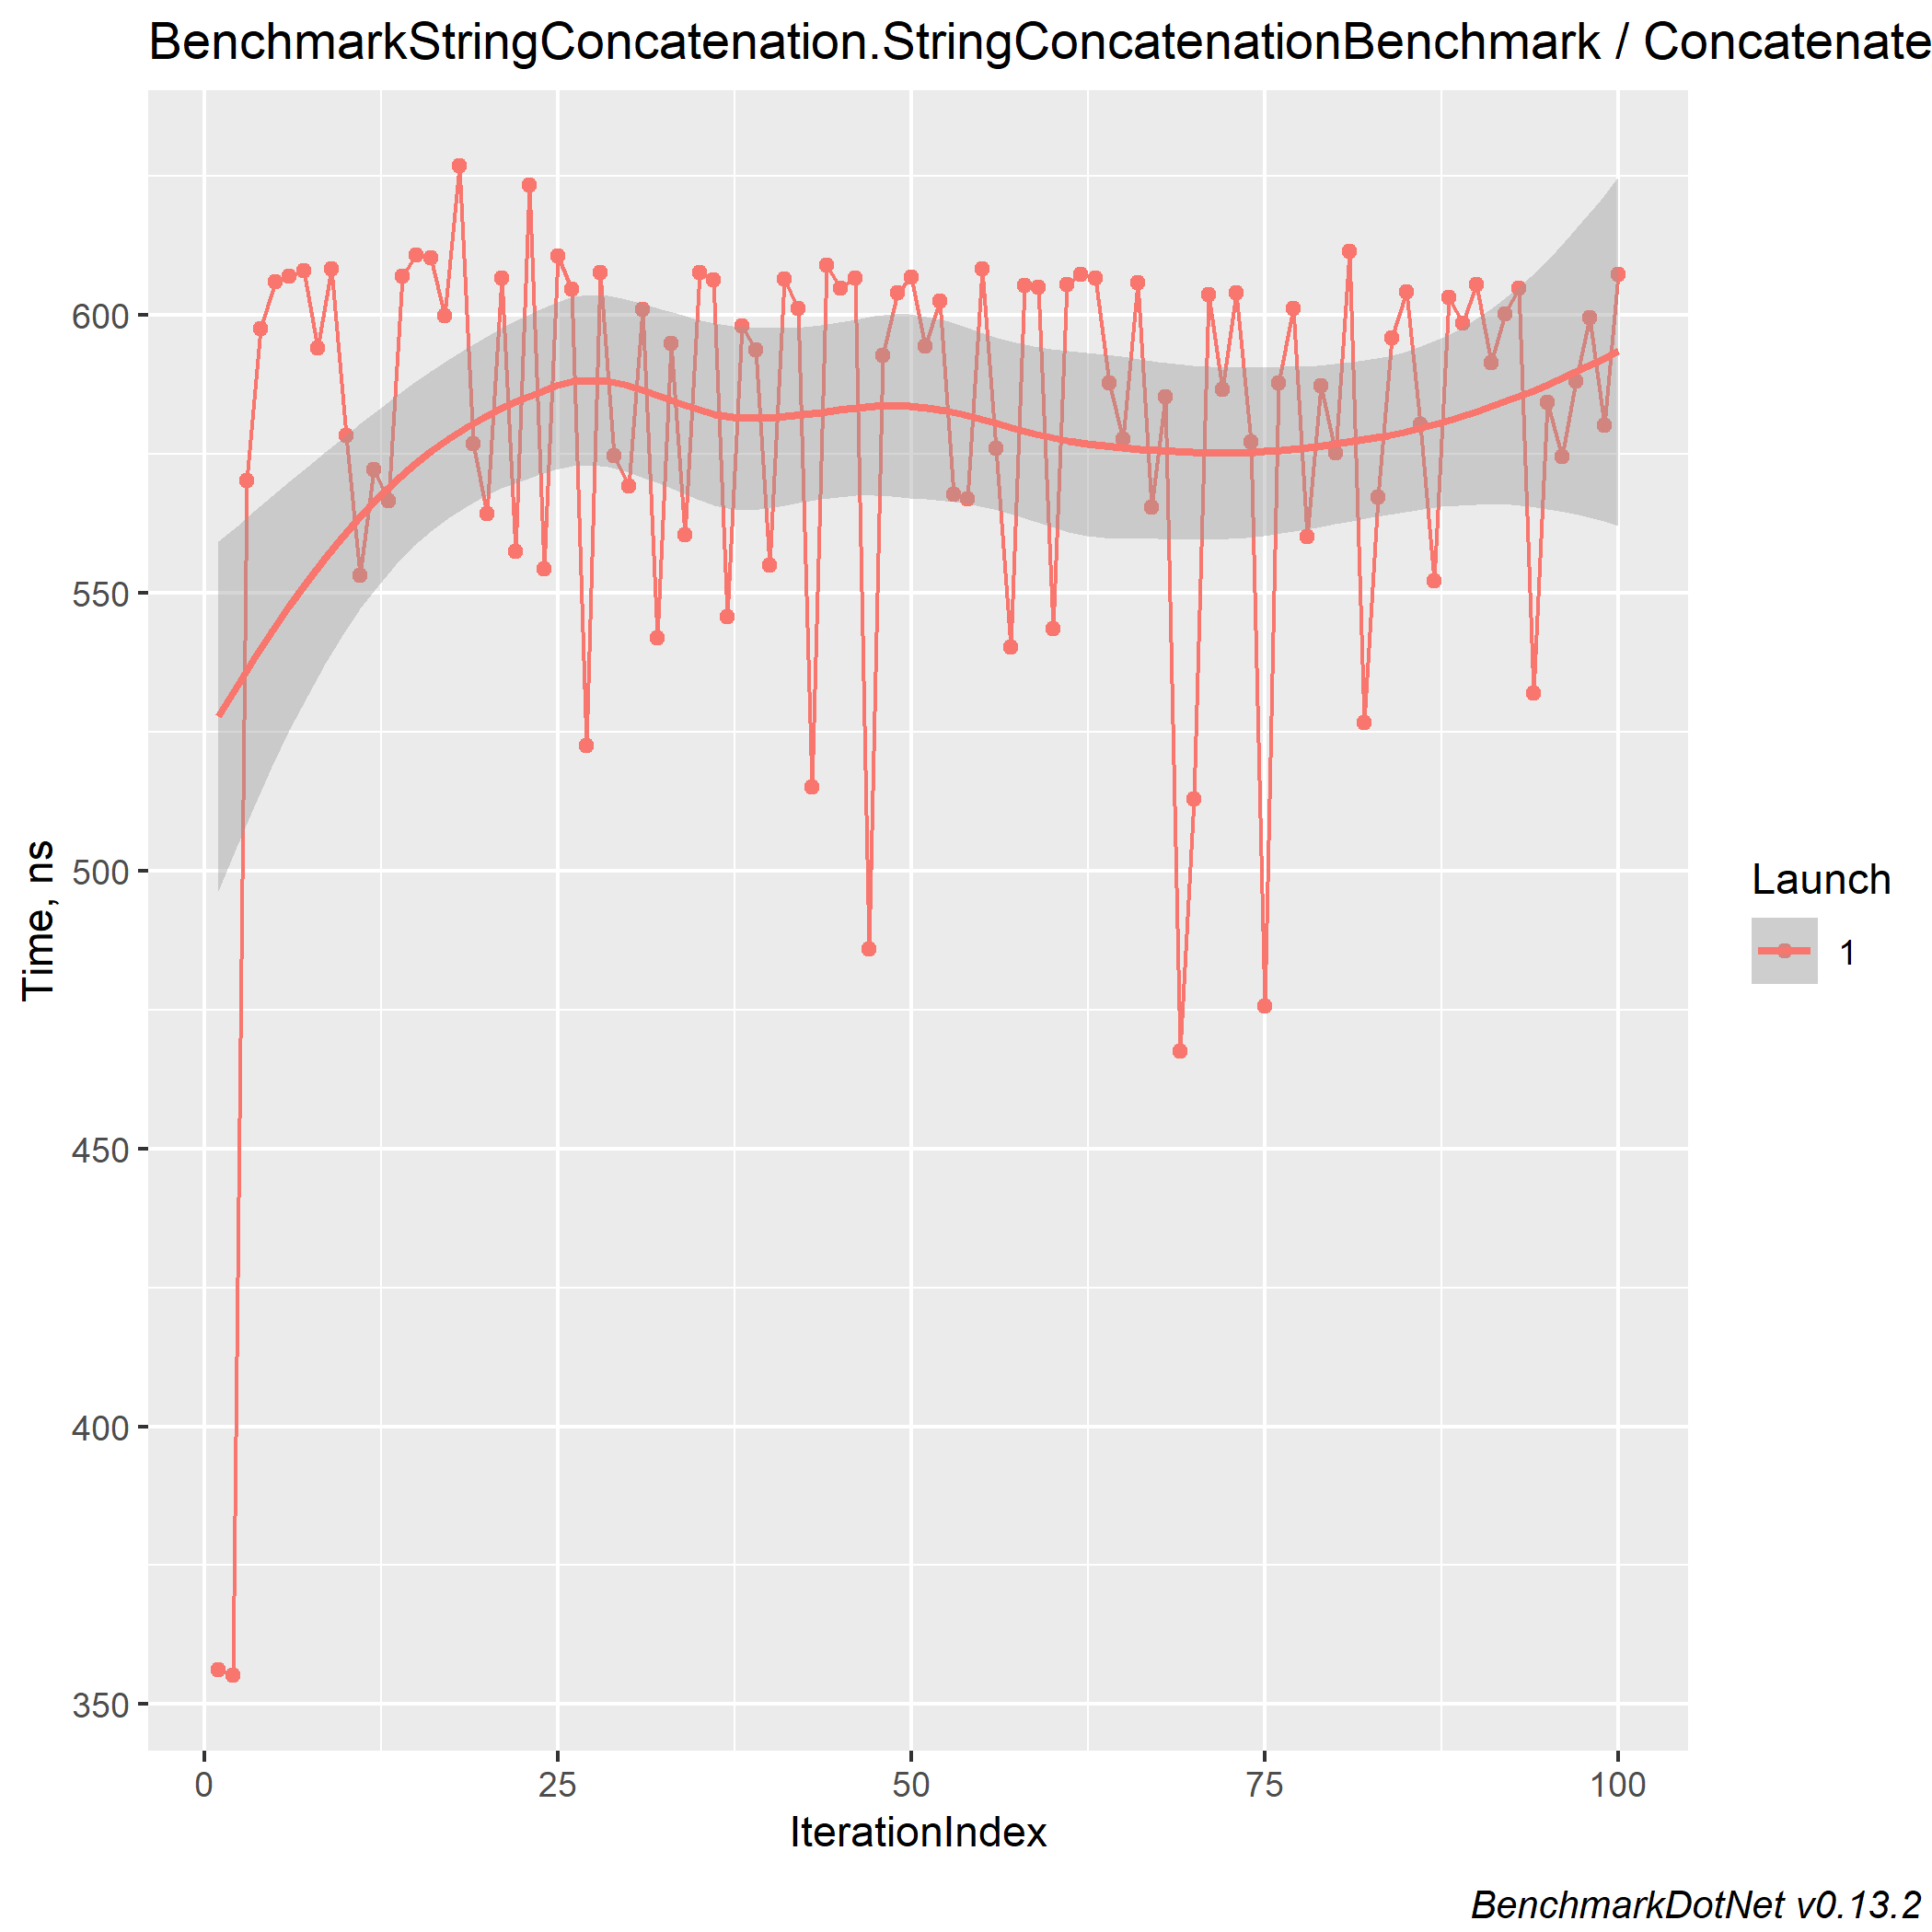 BenchmarkStringConcatenation.StringConcatenationBenchmark / Concatenate
Time, ns
600
550
500
450
400
350
0 25 50 75 100
IterationIndex
Launch
1
BenchmarkDotNet v0.13.2